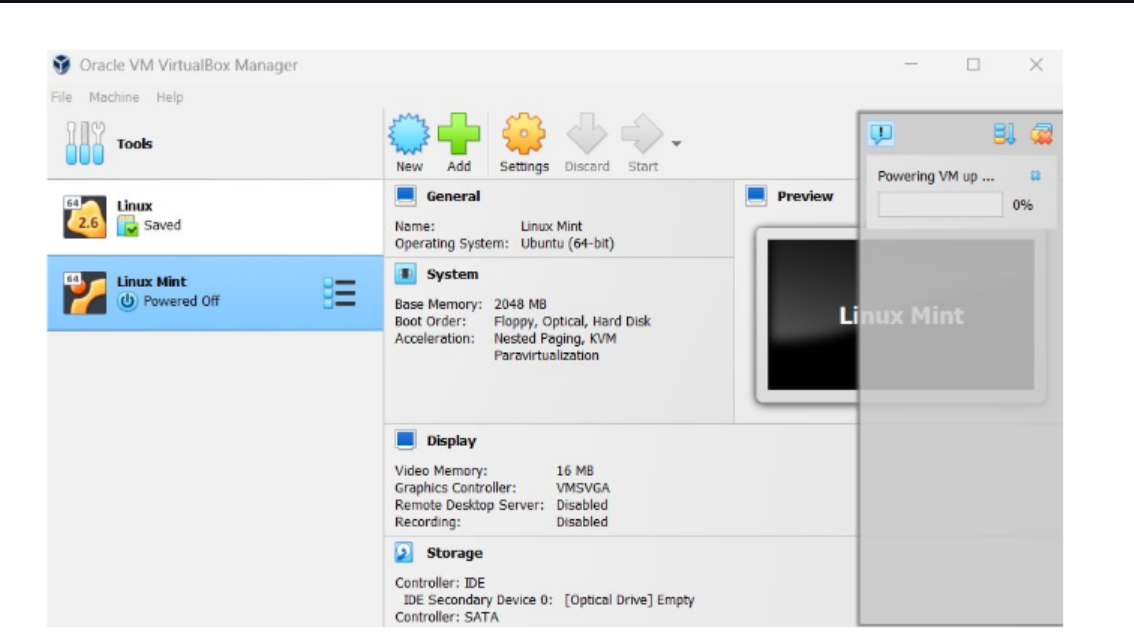 Oracle VM VirtualBox Manager
File Machine Help
Tools
New Add Settings Discard Start
64
2.6
Linux
Saved
64
Linux Mint
Powered Off
General
Name: Linux Mint
Operating System: Ubuntu (64-bit)
System
Base Memory: 2048 MB
Boot Order: Floppy, Optical, Hard Disk
Acceleration: Nested Paging, KVM
Paravirtualization
Preview
Linux Mint
Powering VM up ...
0%
Display
Video Memory: 16 MB
Graphics Controller: VMSVGA
Remote Desktop Server: Disabled
Recording: Disabled
Storage
Controller: IDE
IDE Secondary Device 0: [Optical Drive] Empty
Controller: SATA